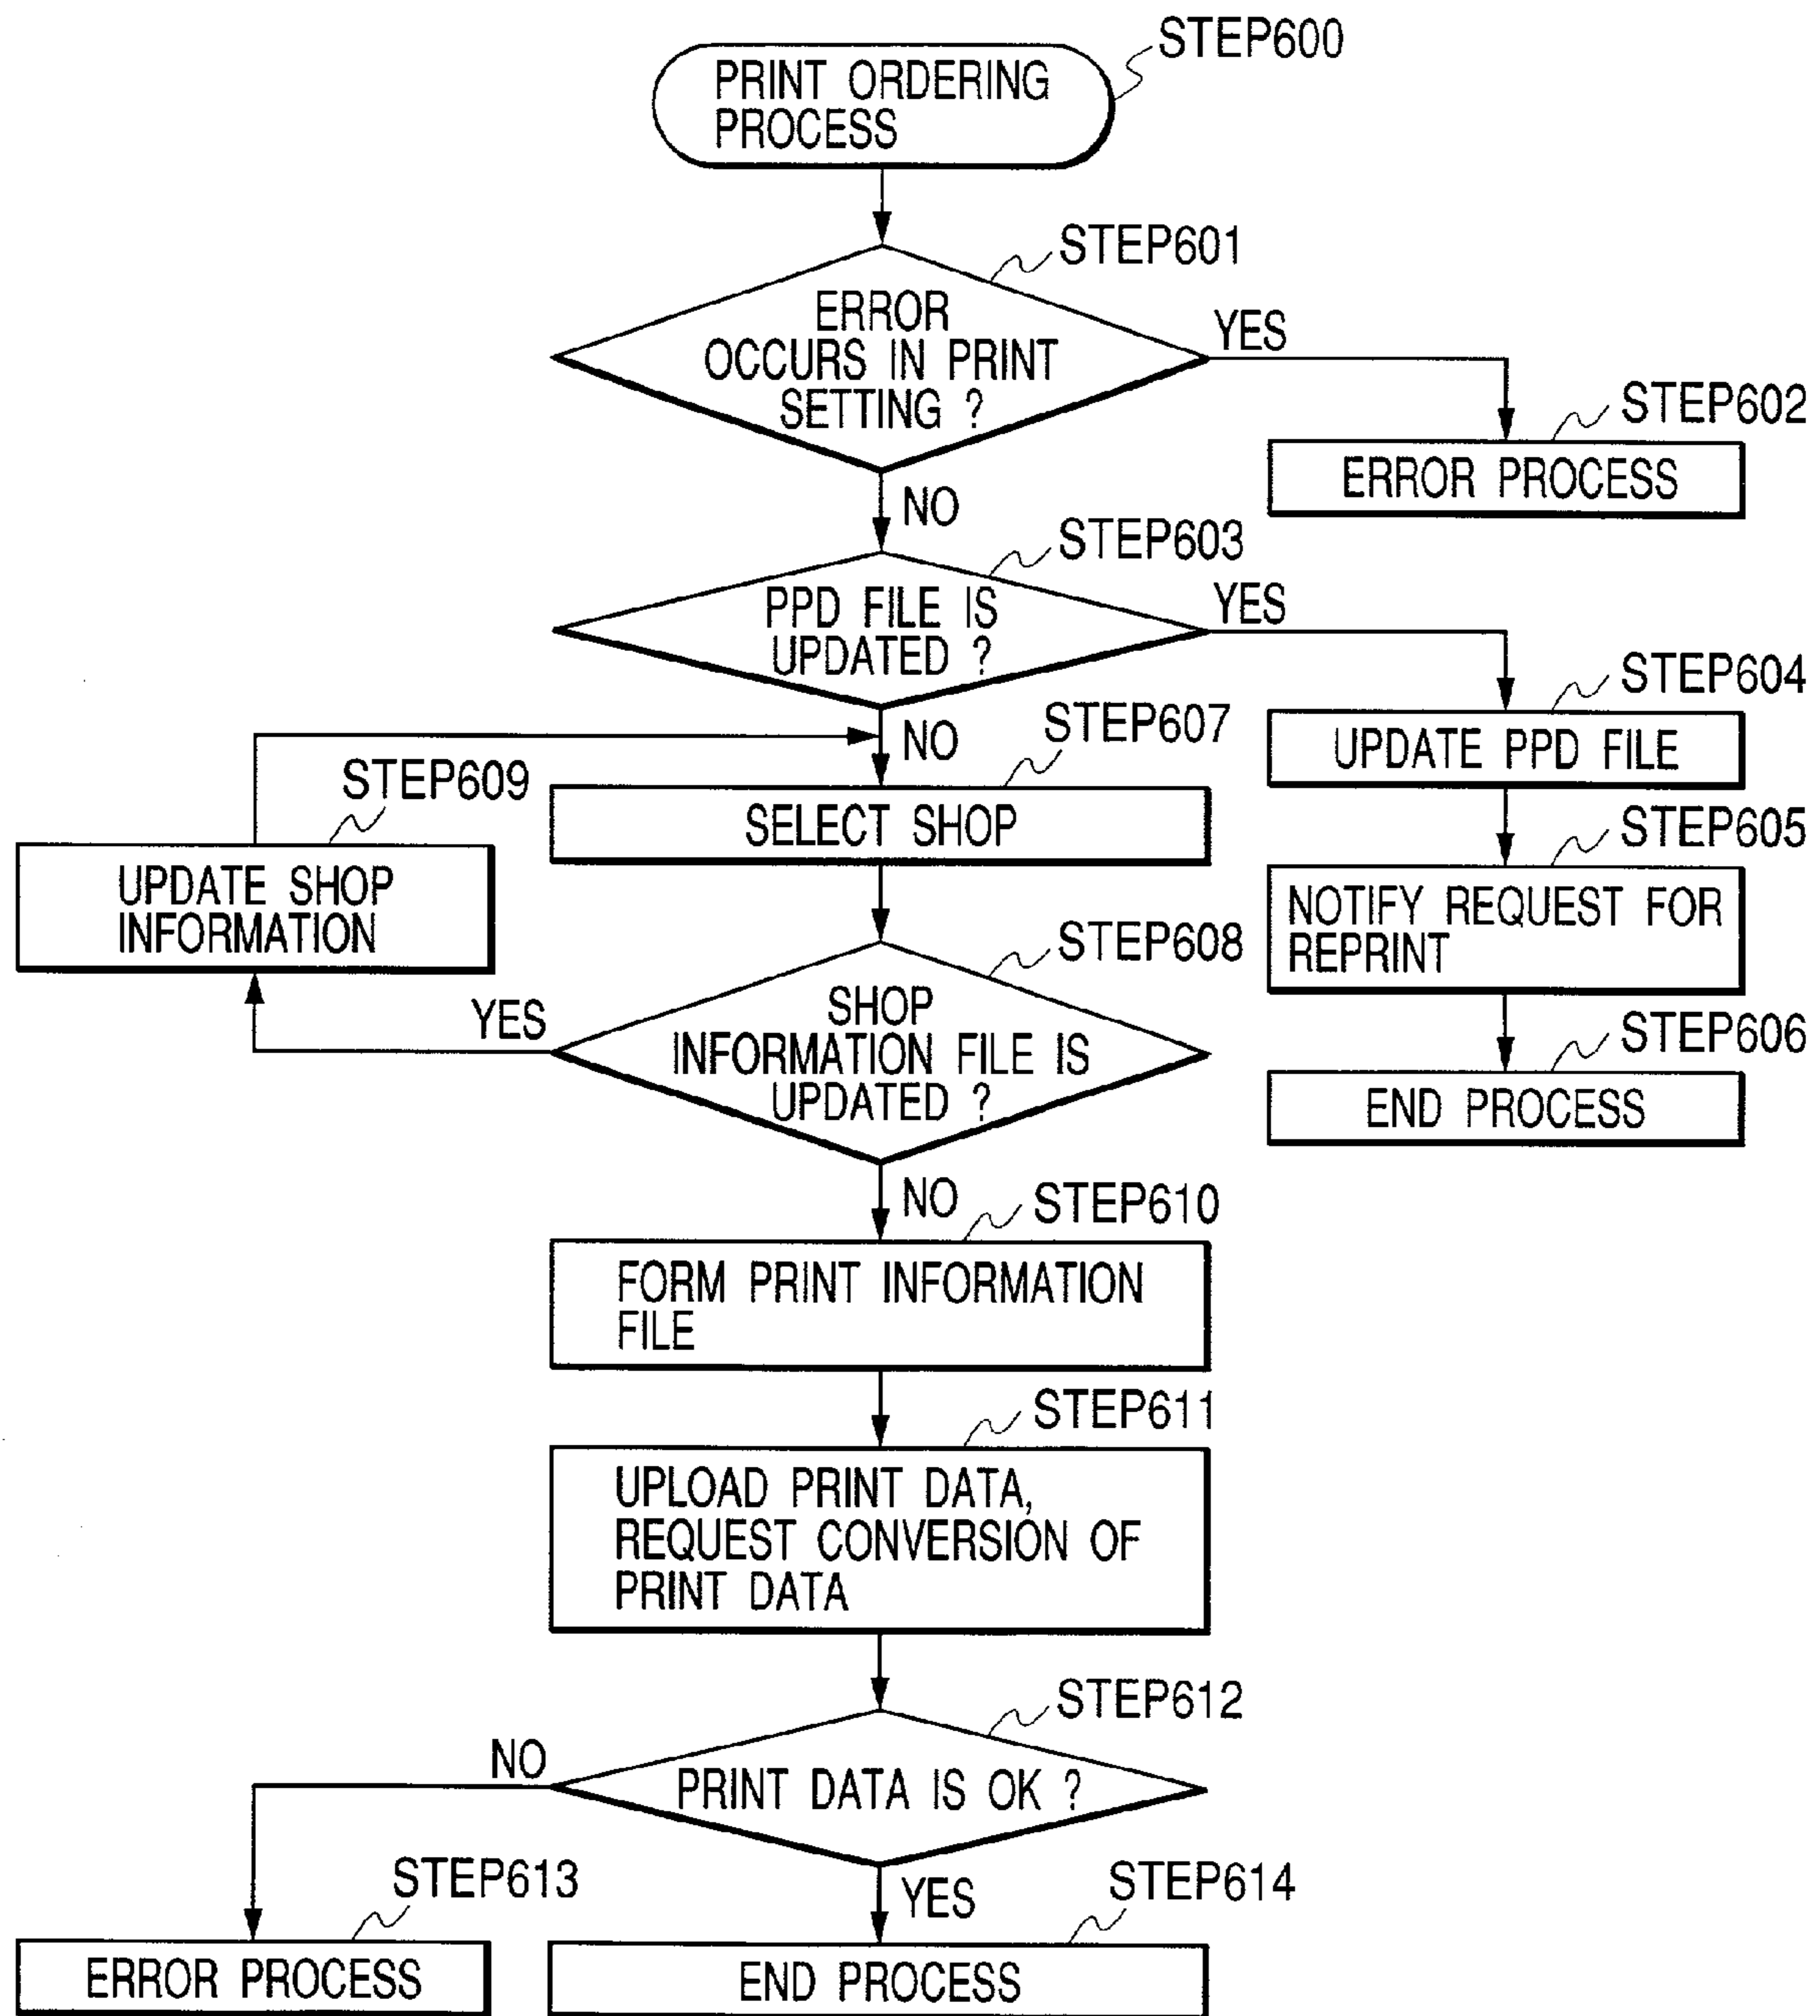 STEP600
PRINT ORDERING
PROCESS
STEP601
ERROR
OCCURS IN PRINT
SETTING ?
YES
STEP602
ERROR PROCESS
NO
STEP603
PPD FILE IS
UPDATED ?
YES
STEP604
UPDATE PPD FILE
NO
STEP607
SELECT SHOP
STEP609
UPDATE SHOP
INFORMATION
STEP605
NOTIFY REQUEST FOR
REPRINT
STEP608
SHOP
INFORMATION FILE IS
UPDATED ?
YES
STEP606
END PROCESS
NO
STEP610
FORM PRINT INFORMATION
FILE
STEP611
UPLOAD PRINT DATA,
REQUEST CONVERSION OF
PRINT DATA
STEP612
PRINT DATA IS OK ?
NO
STEP613
ERROR PROCESS
YES
STEP614
END PROCESS